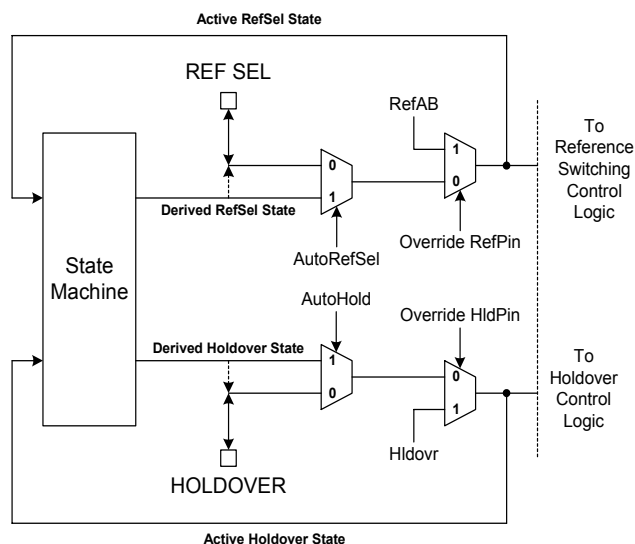 Active RefSel State
REF SEL
RefAB
To
Reference
Switching
Control
Logic
1
0
0
1
Derived RefSel State
AutoRefSel
Override RefPin
State
Machine
AutoHold
Override HldPin
Derived Holdover State
1
0
0
1
To
Holdover
Control
Logic
Hldovr
HOLDOVER
Active Holdover State